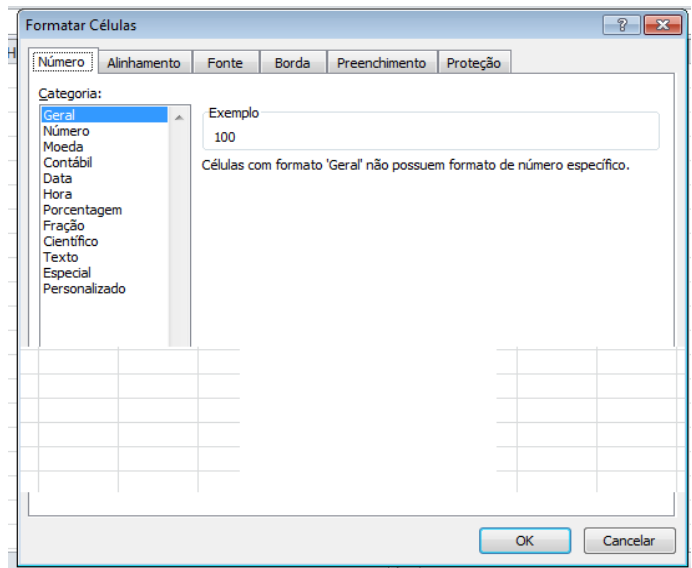 Formatar Células
H
Número Alinhamento Fonte Borda Preenchimento Proteção
Categoria:
Geral
Número
Moeda
Contábil
Data
Hora
Porcentagem
Fração
Científico
Texto
Especial
Personalizado
Exemplo
100
Células com formato 'Geral' não possuem formato de número específico.
OK Cancelar